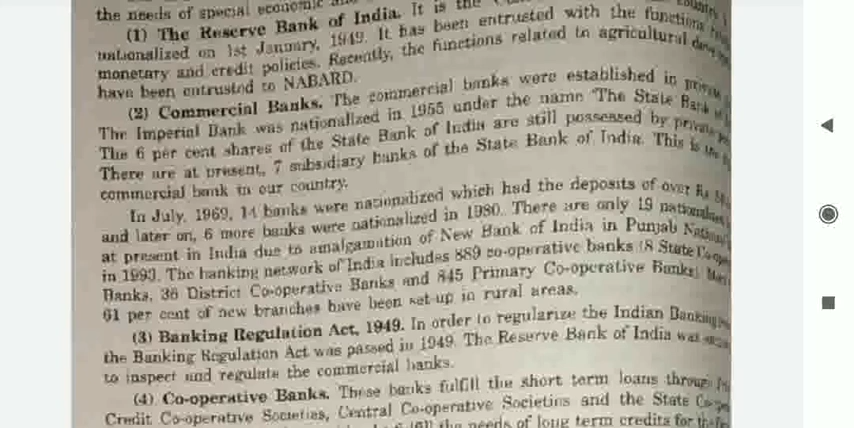 the needs of special economic and
(1) The Reserve Bank of India. It is the
nationalized on 1st January, 1949. It has been entrusted with the functions
monetary and credit policies. Recently, the functions related to agricultural
have been entrusted to NABARD.
(2) Commercial Banks. The commercial banks were established in
The Imperial Bank was nationalized in 1955 under the name 'The State Bank of
The 6 per cent shares of the State Bank of India are still possessed by private
There are at present, 7 subsidiary banks of the State Bank of India. This is the
commercial bank in our country.
In July, 1969, 14 banks were nationalized which had the deposits of over Rs
and later on, 6 more banks were nationalized in 1980. There are only 19
at present in India due to amalgamation of New Bank of India in Punjab
in 1993. The banking network of India includes 889 co-operative banks (8 State
Banks, 36 District Co-operative Banks and 845 Primary Co-operative Banks)
61 per cent of new branches have been set-up in rural areas.
(3) Banking Regulation Act, 1949. In order to regularize the Indian Banking
the Banking Regulation Act was passed in 1949. The Reserve Bank of India was
to inspect and regulate the commercial banks.
(4) Co-operative Banks. These banks fulfill the short term loans through
Credit Co-operative Societies, Central Co-operative Societies and the State
the needs of long term credits for